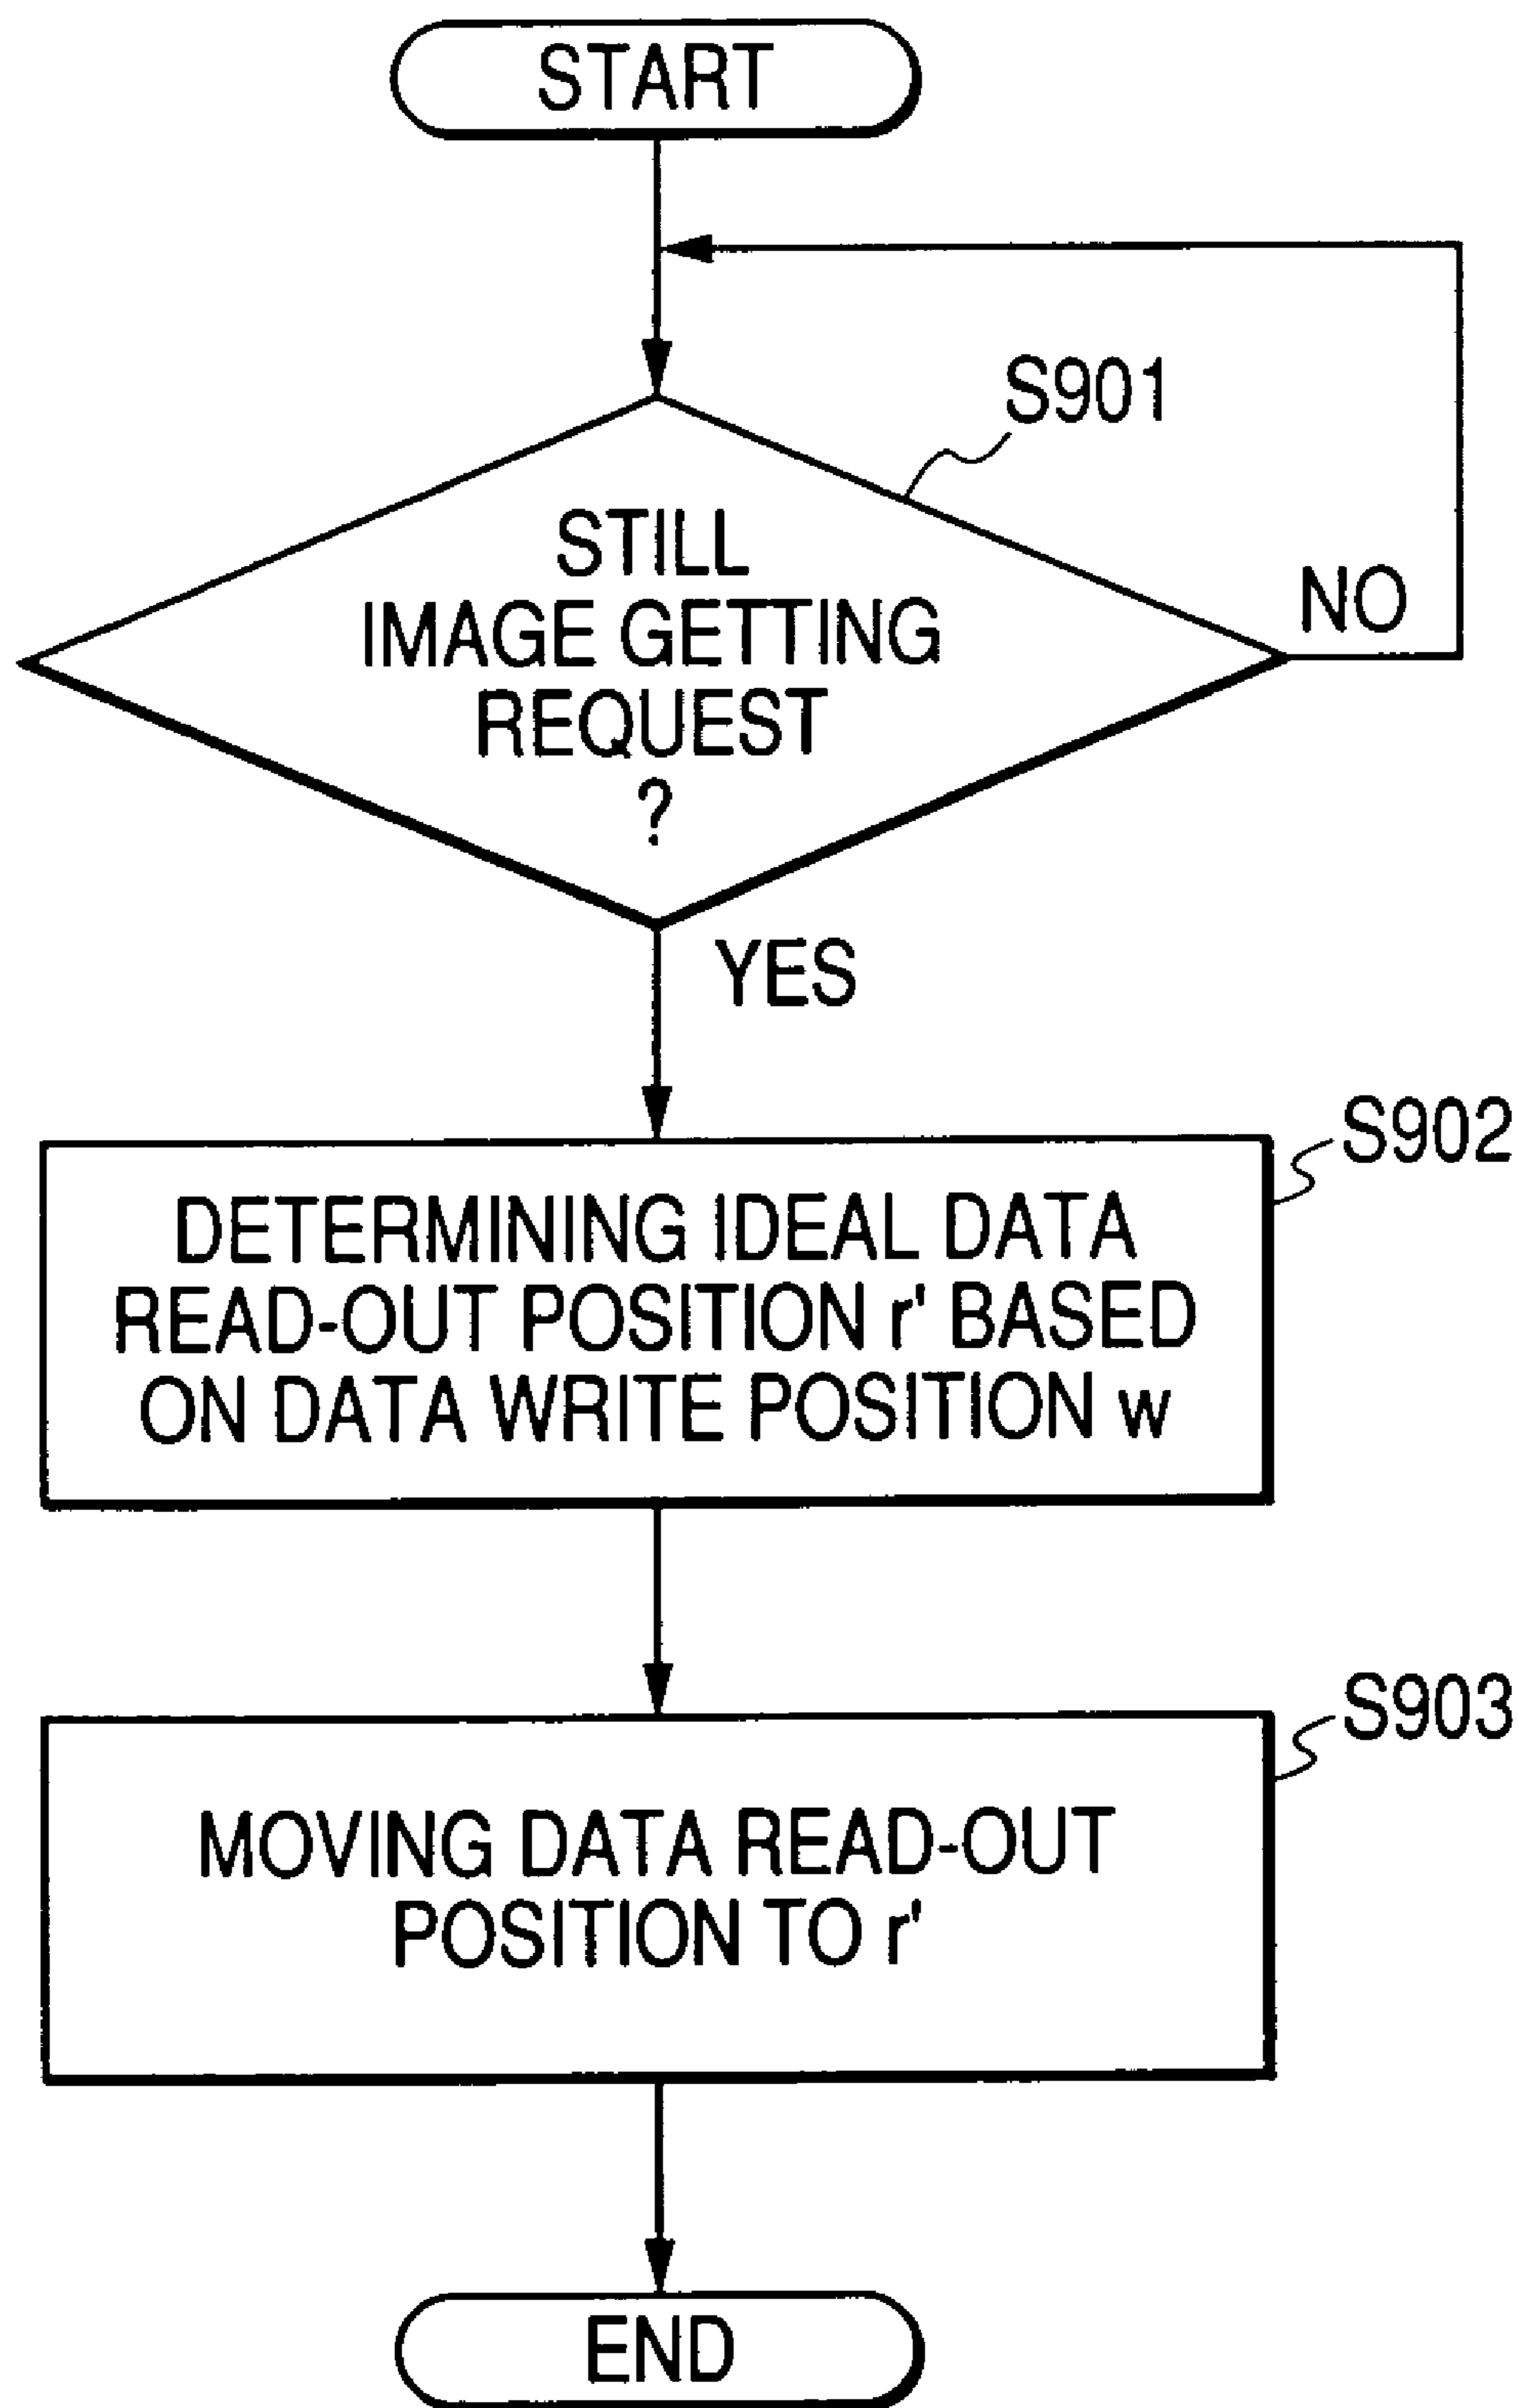 START
S901
STILL
IMAGE GETTING
REQUEST
?
NO
YES
S902
DETERMINING IDEAL DATA
READ-OUT POSITION r' BASED
ON DATA WRITE POSITION w
S903
MOVING DATA READ-OUT
POSITION TO r'
END